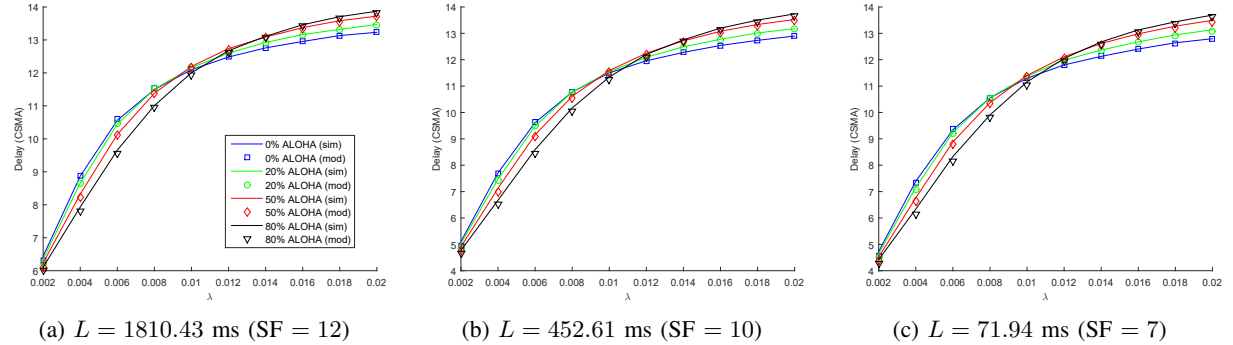 14
13
12
11
10
9
8
7
6
Delay (CSMA)
0% ALOHA (sim)
0% ALOHA (mod)
20% ALOHA (sim)
20% ALOHA (mod)
50% ALOHA (sim)
50% ALOHA (mod)
80% ALOHA (sim)
80% ALOHA (mod)
0.002 0.004 0.006 0.008 0.01 0.012 0.014 0.016 0.018 0.02
λ
(a) L = 1810.43 ms (SF = 12)
14
13
12
11
10
9
8
7
6
5
4
Delay (CSMA)
0.002 0.004 0.006 0.008 0.01 0.012 0.014 0.016 0.018 0.02
λ
(b) L = 452.61 ms (SF = 10)
14
13
12
11
10
9
8
7
6
5
4
Delay (CSMA)
0.002 0.004 0.006 0.008 0.01 0.012 0.014 0.016 0.018 0.02
λ
(c) L = 71.94 ms (SF = 7)